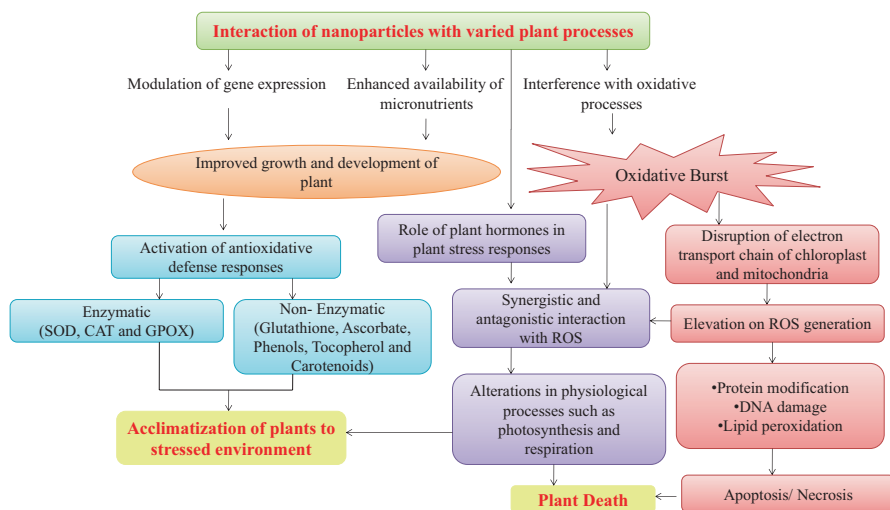 Interaction of nanoparticles with varied plant processes
Modulation of gene expression
Enhanced availability of
micronutrients
Interference with oxidative
processes
Improved growth and development of
plant
Oxidative Burst
Activation of antioxidative
defense responses
Role of plant hormones in
plant stress responses
Disruption of electron
transport chain of chloroplast
and mitochondria
Enzymatic
(SOD, CAT and GPOX)
Non- Enzymatic
(Glutathione, Ascorbate,
Phenols, Tocopherol and
Carotenoids)
Synergistic and
antagonistic interaction
with ROS
Elevation on ROS generation
Alterations in physiological
processes such as
photosynthesis and
respiration
•Protein modification
•DNA damage
•Lipid peroxidation
Acclimatization of plants to
stressed environment
Plant Death
Apoptosis/ Necrosis